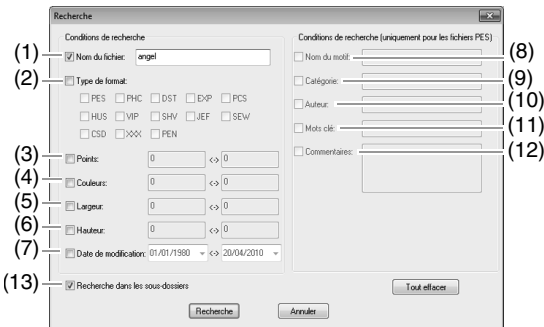 Recherche
Conditions de recherche
(1) Nom du fichier: angel
(2) Type de format:
PES PHC DST EXP PCS
HUS VIP SHV JEF SEW
CSD XXX PEN
(3) Points: 0 <-> 0
(4) Couleurs: 0 <-> 0
(5) Largeur: 0 <-> 0
(6) Hauteur: 0 <-> 0
(7) Date de modification: 01/01/1980 <-> 20/04/2010
(13) Recherche dans les sous-dossiers
Conditions de recherche (uniquement pour les fichiers PES)
Nom du motif: (8)
Catégorie: (9)
Auteur: (10)
Mots clé: (11)
Commentaires: (12)
Tout effacer
Recherche Annuler